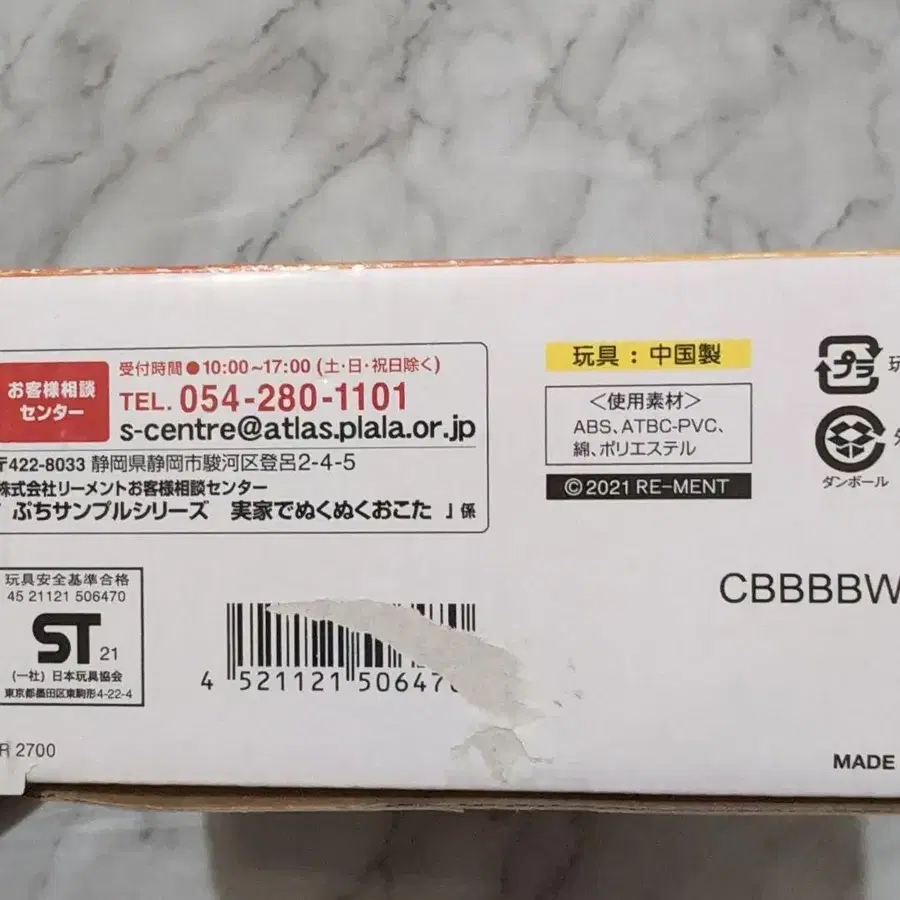 お客様相談
センター
受付時間●10:00~17:00 (土・日・祝日除く)
TEL. 054-280-1101
s-centre@atlas.plala.or.jp
〒422-8033 静岡県静岡市駿河区登呂2-4-5
株式会社リーメントお客様相談センター
「ぷちサンプルシリーズ 実家でぬくぬくおこた 」係
玩具：中国製
＜使用素材＞
ABS、ATBC-PVC、
綿、ポリエステル
©2021 RE-MENT
プラ
ダンボール
CBBBBW
玩具安全基準合格
45 21121 506470
ST 21
(一社) 日本玩具協会
東京都墨田区東駒形4-22-4
4 521121 50647
R 2700
MADE